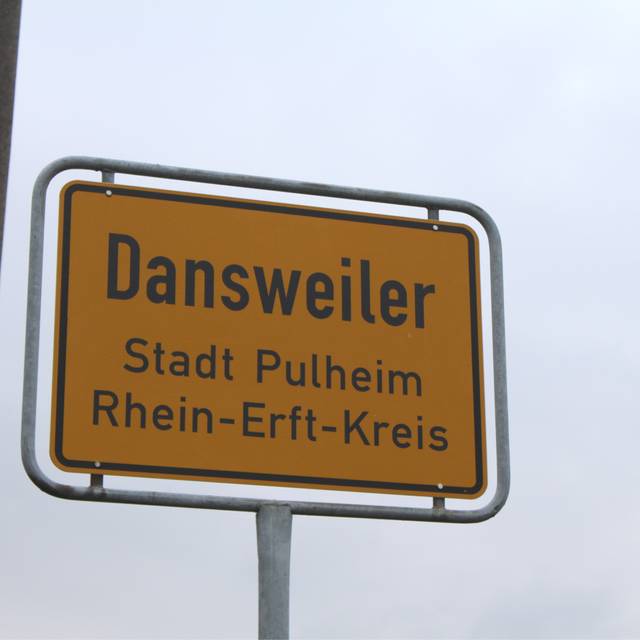 Dansweiler
Stadt Pulheim
Rhein-Erft-Kreis